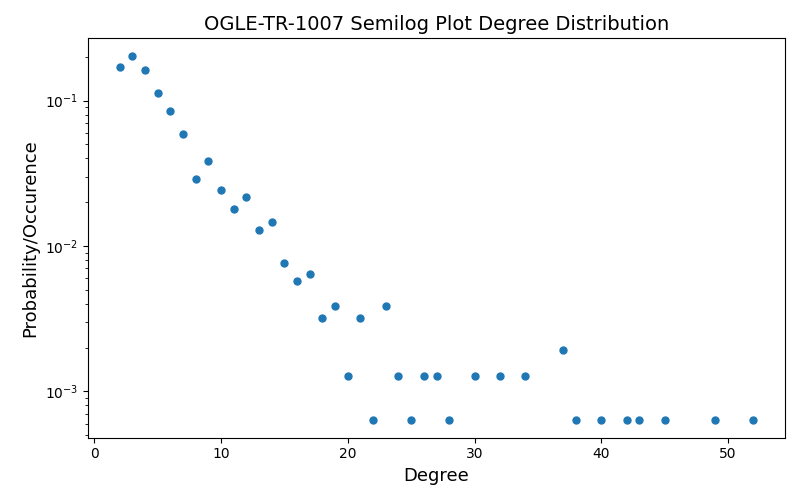 OGLE-TR-1007 Semilog Plot Degree Distribution
Probability/Occurence
10⁻¹
10⁻²
10⁻³
0 10 20 30 40 50
Degree